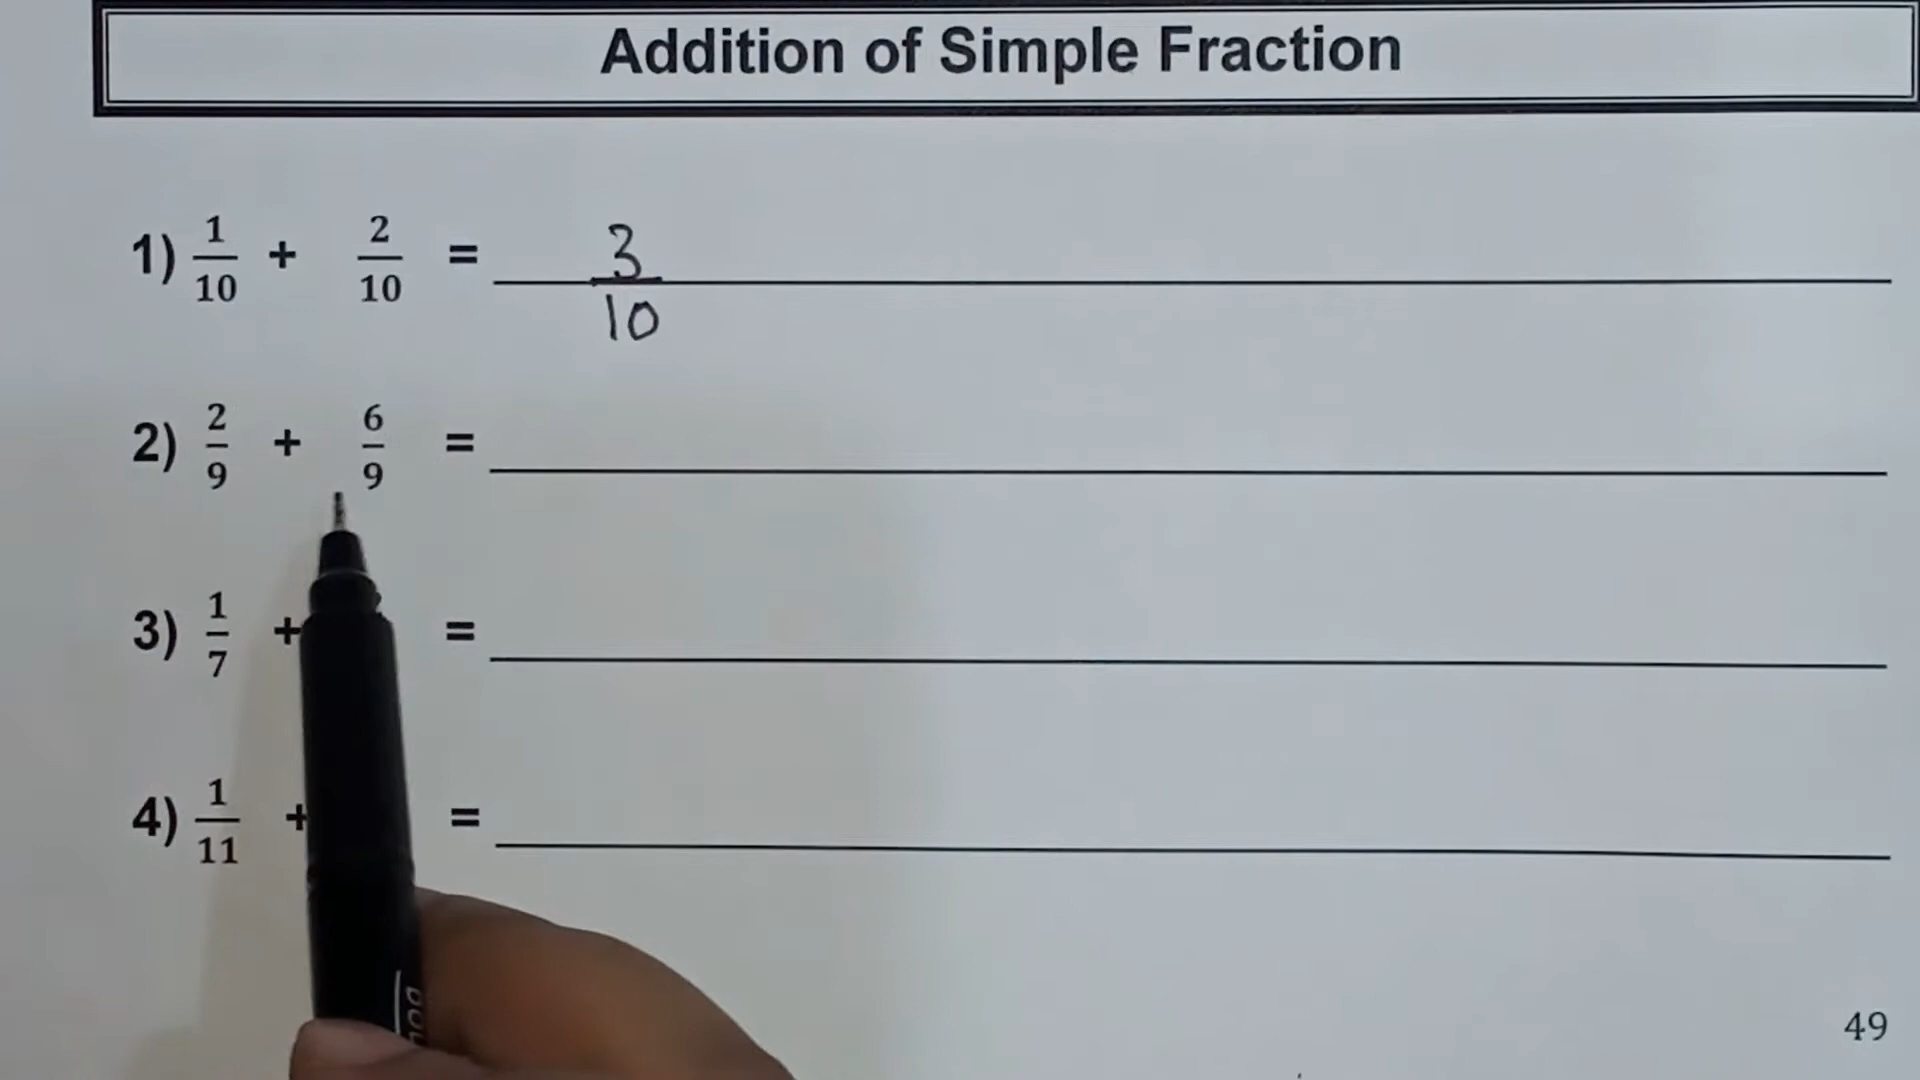 Addition of Simple Fraction
1) 1/10 + 2/10 = 3/10
2) 2/9 + 6/9 =
3) 1/7 + =
4) 1/11 + =
49